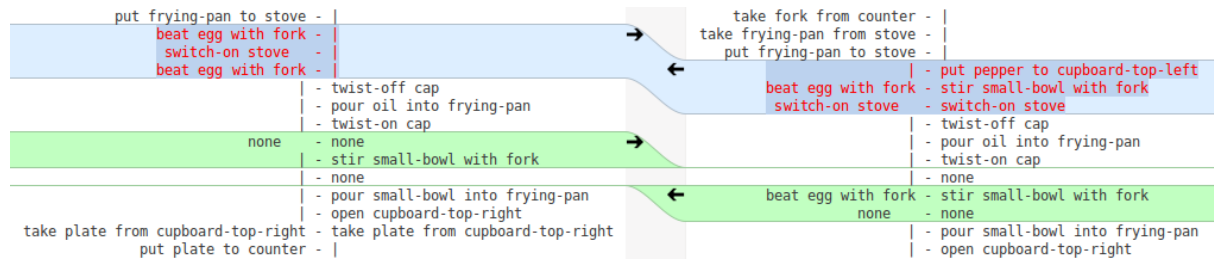 put frying-pan to stove - |
beat egg with fork - |
switch-on stove   - |
beat egg with fork - |
| - twist-off cap
| - pour oil into frying-pan
| - twist-on cap
none   - none
| - stir small-bowl with fork
| - none
| - pour small-bowl into frying-pan
| - open cupboard-top-right
take plate from cupboard-top-right - take plate from cupboard-top-right
put plate to counter - |
take fork from counter - |
take frying-pan from stove - |
put frying-pan to stove - |
| - put pepper to cupboard-top-left
beat egg with fork - stir small-bowl with fork
switch-on stove   - switch-on stove
| - twist-off cap
| - pour oil into frying-pan
| - twist-on cap
| - none
beat egg with fork - stir small-bowl with fork
none    - none
| - pour small-bowl into frying-pan
| - open cupboard-top-right